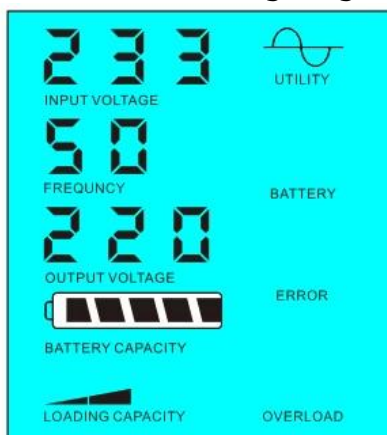 233
INPUT VOLTAGE
UTILITY
50
FREQUNCY
BATTERY
220
OUTPUT VOLTAGE
ERROR
BATTERY CAPACITY
LOADING CAPACITY
OVERLOAD